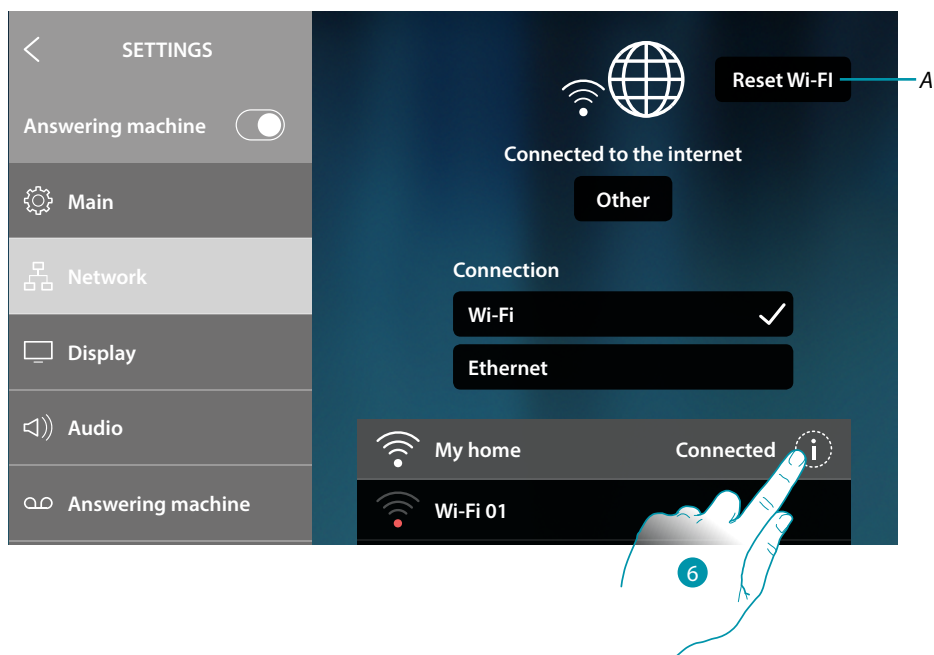 SETTINGS
Answering machine
Main
Network
Display
Audio
Answering machine
Reset Wi-FI
A
Connected to the internet
Other
Connection
Wi-Fi
Ethernet
My home Connected i
Wi-Fi 01
6